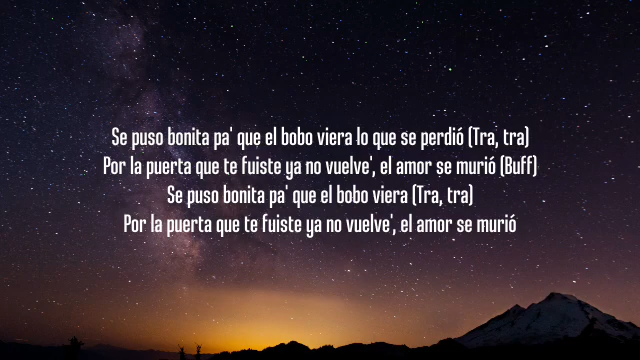 Se puso bonita pa' que el bobo viera lo que se perdió (Tra, tra)
Por la puerta que te fuiste ya no vuelve', el amor se murió (Buff)
Se puso bonita pa' que el bobo viera (Tra, tra)
Por la puerta que te fuiste ya no vuelve', el amor se murió